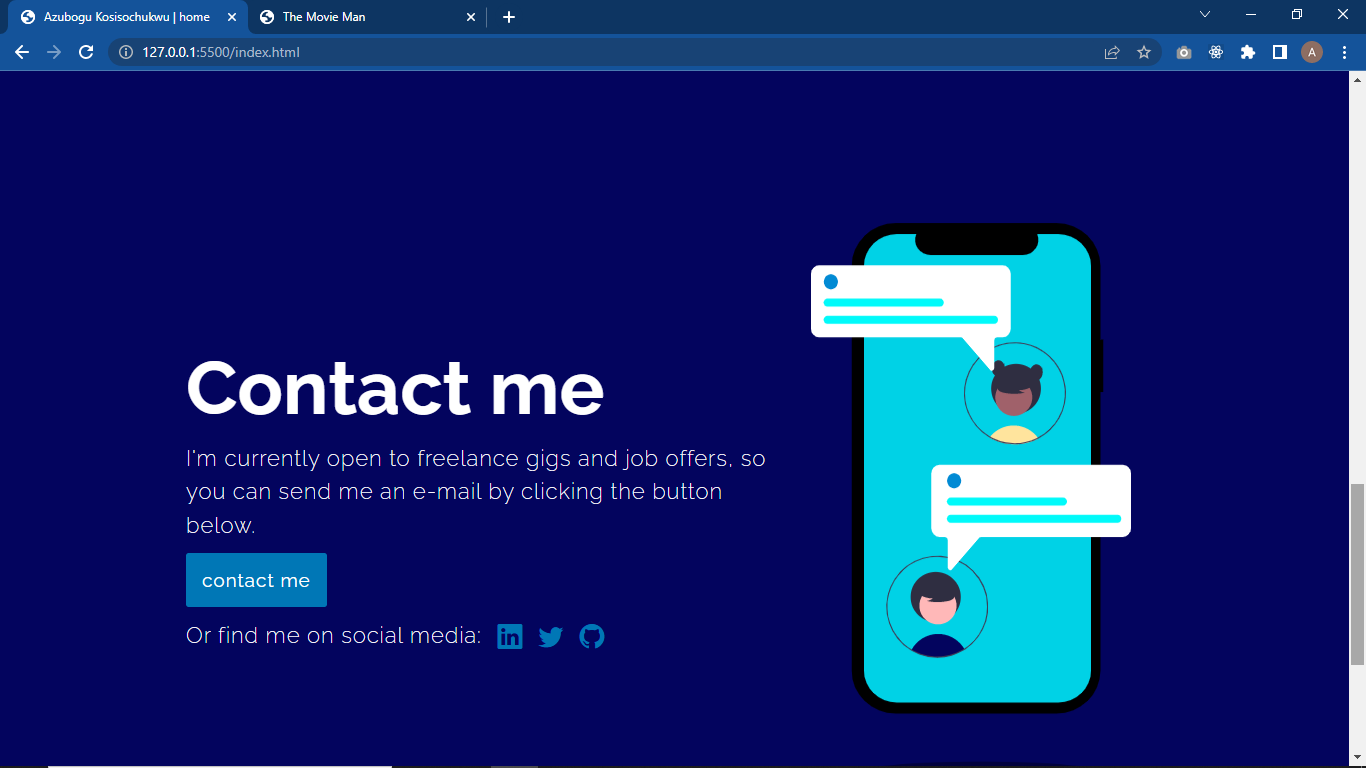 Azubogu Kosisochukwu | home
The Movie Man
127.0.0.1:5500/index.html
A
Contact me
I'm currently open to freelance gigs and job offers, so
you can send me an e-mail by clicking the button
below.
contact me
Or find me on social media:
in